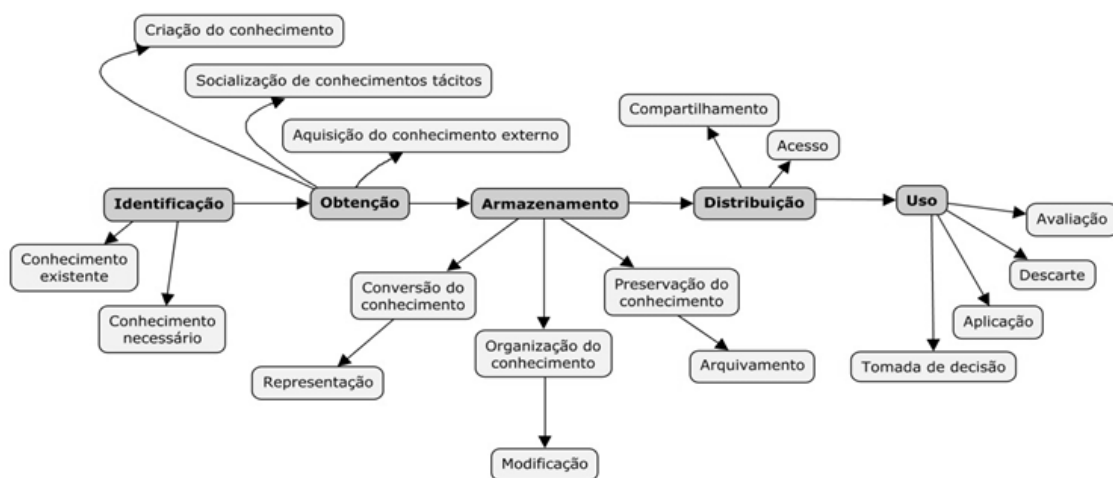 Criação do conhecimento
Socialização de conhecimentos tácitos
Aquisição do conhecimento externo
Compartilhamento
Acesso
Identificação
Obtenção
Armazenamento
Distribuição
Uso
Avaliação
Conhecimento
existente
Descarte
Conversão do
conhecimento
Preservação do
conhecimento
Conhecimento
necessário
Aplicação
Organização do
conhecimento
Representação
Arquivamento
Tomada de decisão
Modificação